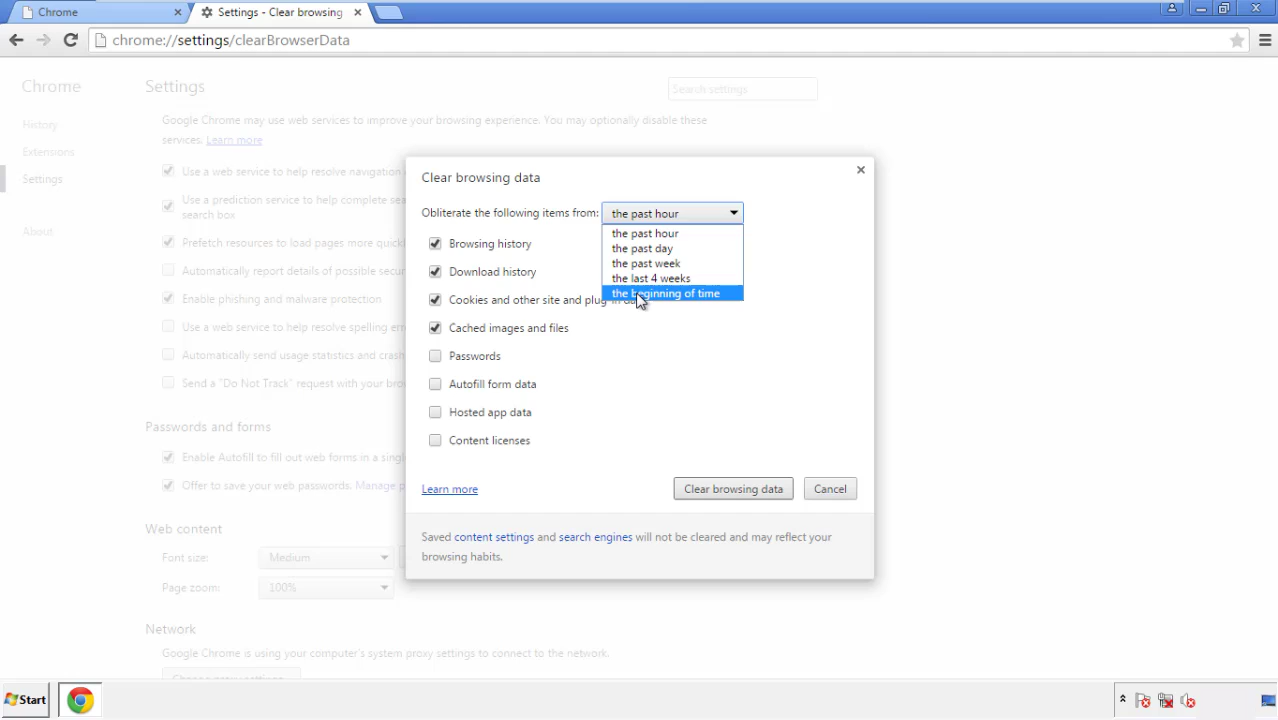 Chrome
Settings - Clear browsing
chrome://settings/clearBrowserData
Chrome
Settings
Search settings
History
Extensions
Settings
About
Google Chrome may use web services to improve your browsing experience. You may optionally disable these
services. Learn more
Use a web service to help resolve navigation
Use a prediction service to help complete
search box
Prefetch resources to load pages more
Automatically report details of possible
Enable phishing and malware protection
Use a web service to help resolve spelling
Automatically send usage statistics and
Send a "Do Not Track" request with your
Passwords and forms
Enable Autofill to fill out web forms in a
Offer to save your web passwords. Manage
Web content
Font size: Medium
Page zoom: 100%
Network
Google Chrome is using your computer's system proxy settings to connect to the network.
Clear browsing data
Obliterate the following items from: the past hour
the past hour
the past day
the past week
the last 4 weeks
the beginning of time
Browsing history
Download history
Cookies and other site and plug-in
Cached images and files
Passwords
Autofill form data
Hosted app data
Content licenses
Learn more
Clear browsing data
Cancel
Saved content settings and search engines will not be cleared and may reflect your
browsing habits.
Start